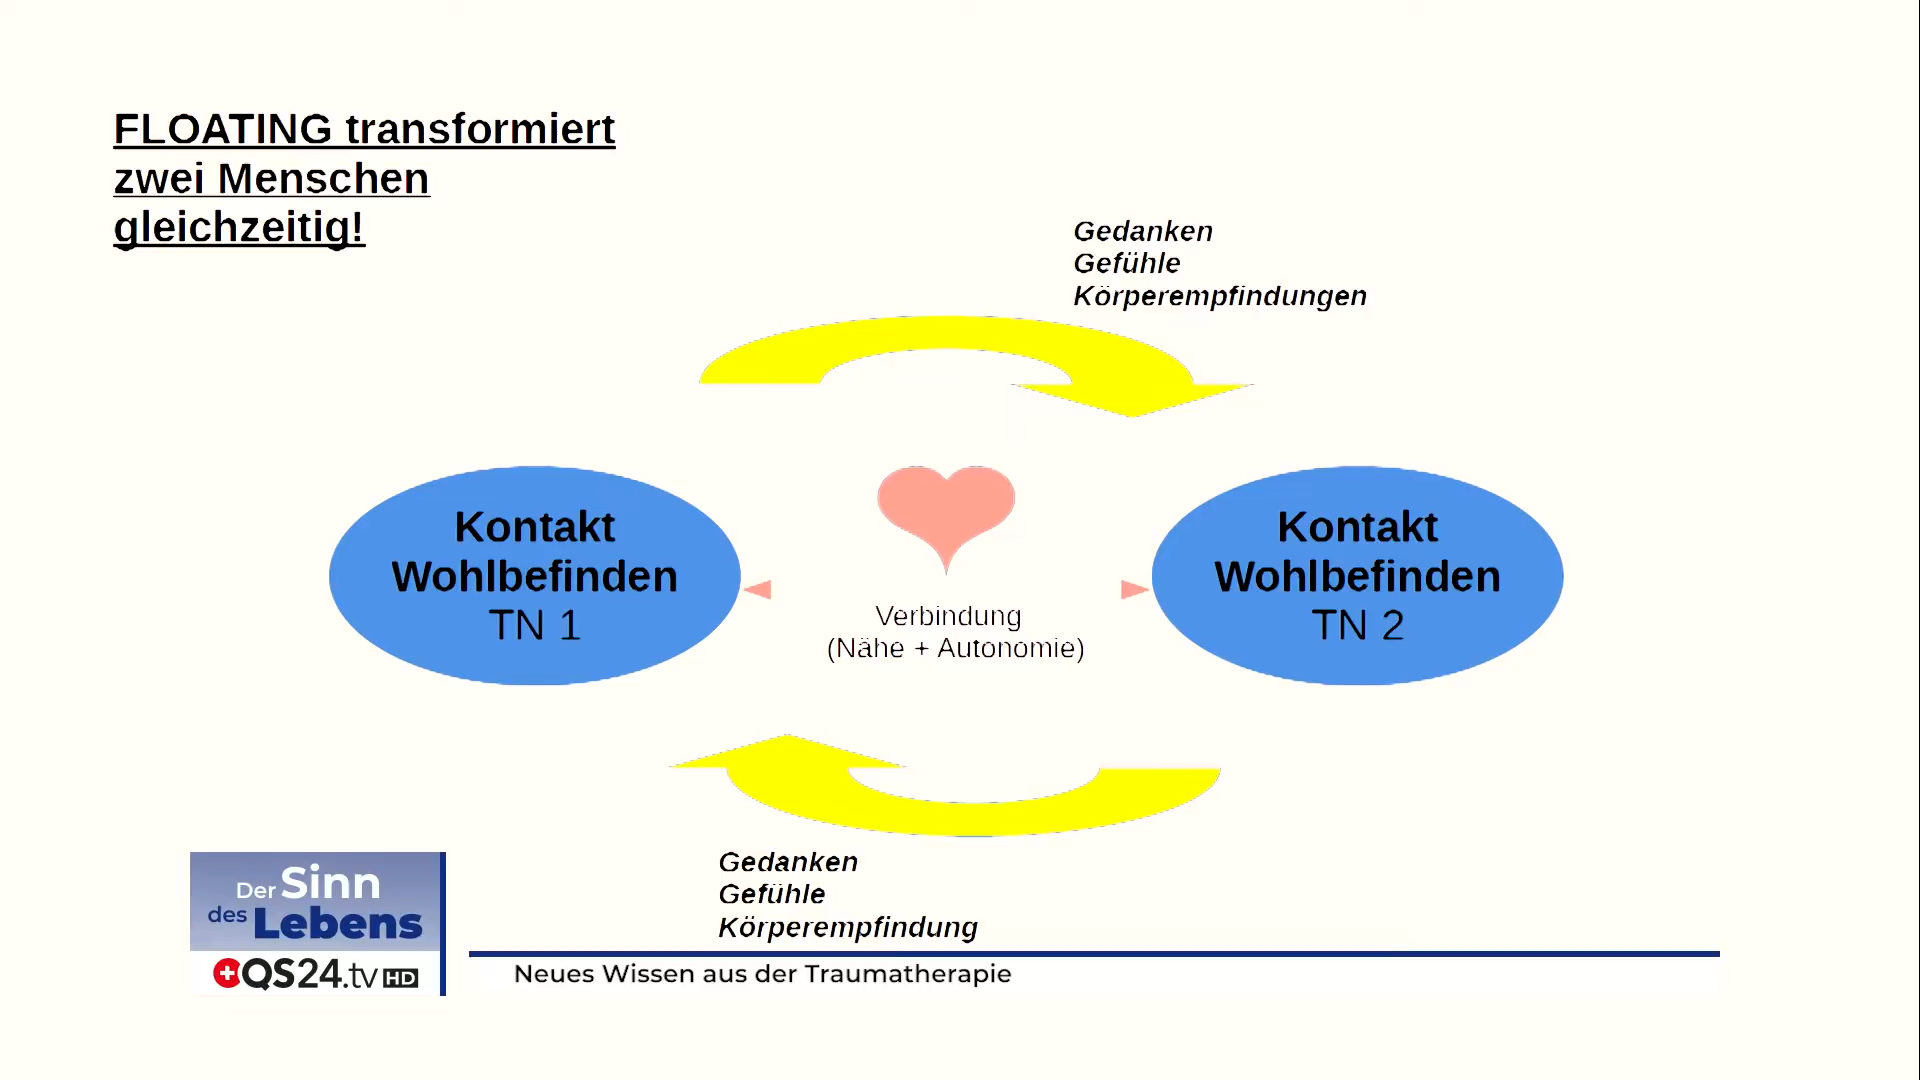 FLOATING transformiert
zwei Menschen
gleichzeitig!
Gedanken
Gefühle
Körperempfindungen
Kontakt
Wohlbefinden
TN 1
Verbindung
(Nähe + Autonomie)
Kontakt
Wohlbefinden
TN 2
Gedanken
Gefühle
Körperempfindung
Der Sinn
des Lebens
QS24.tv HD
Neues Wissen aus der Traumatherapie